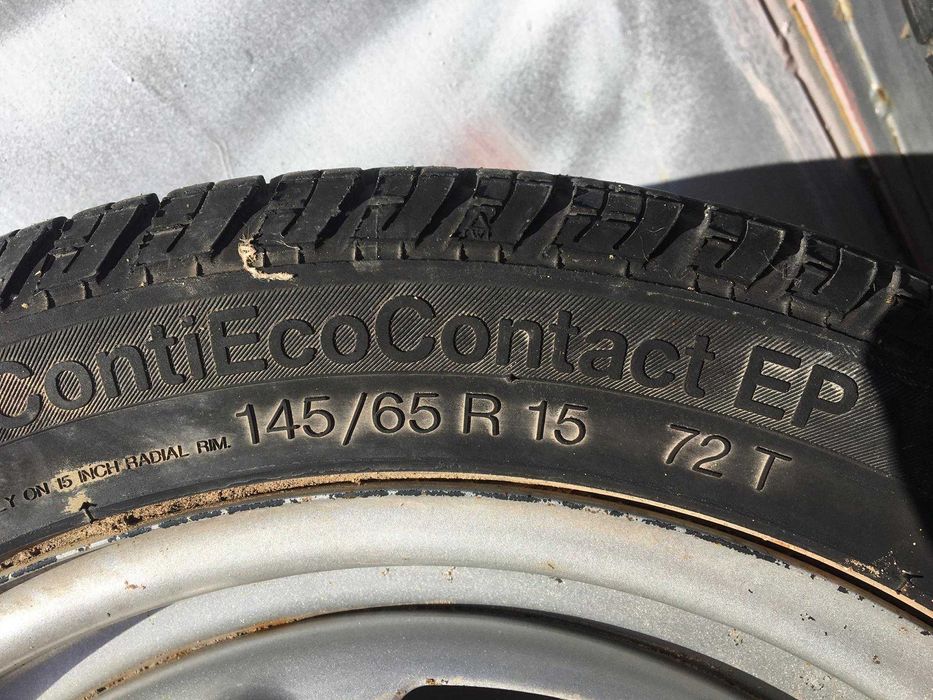 ContiEcoContact EP
145/65 R 15 72 T
ON 15 INCH RADIAL RIM.